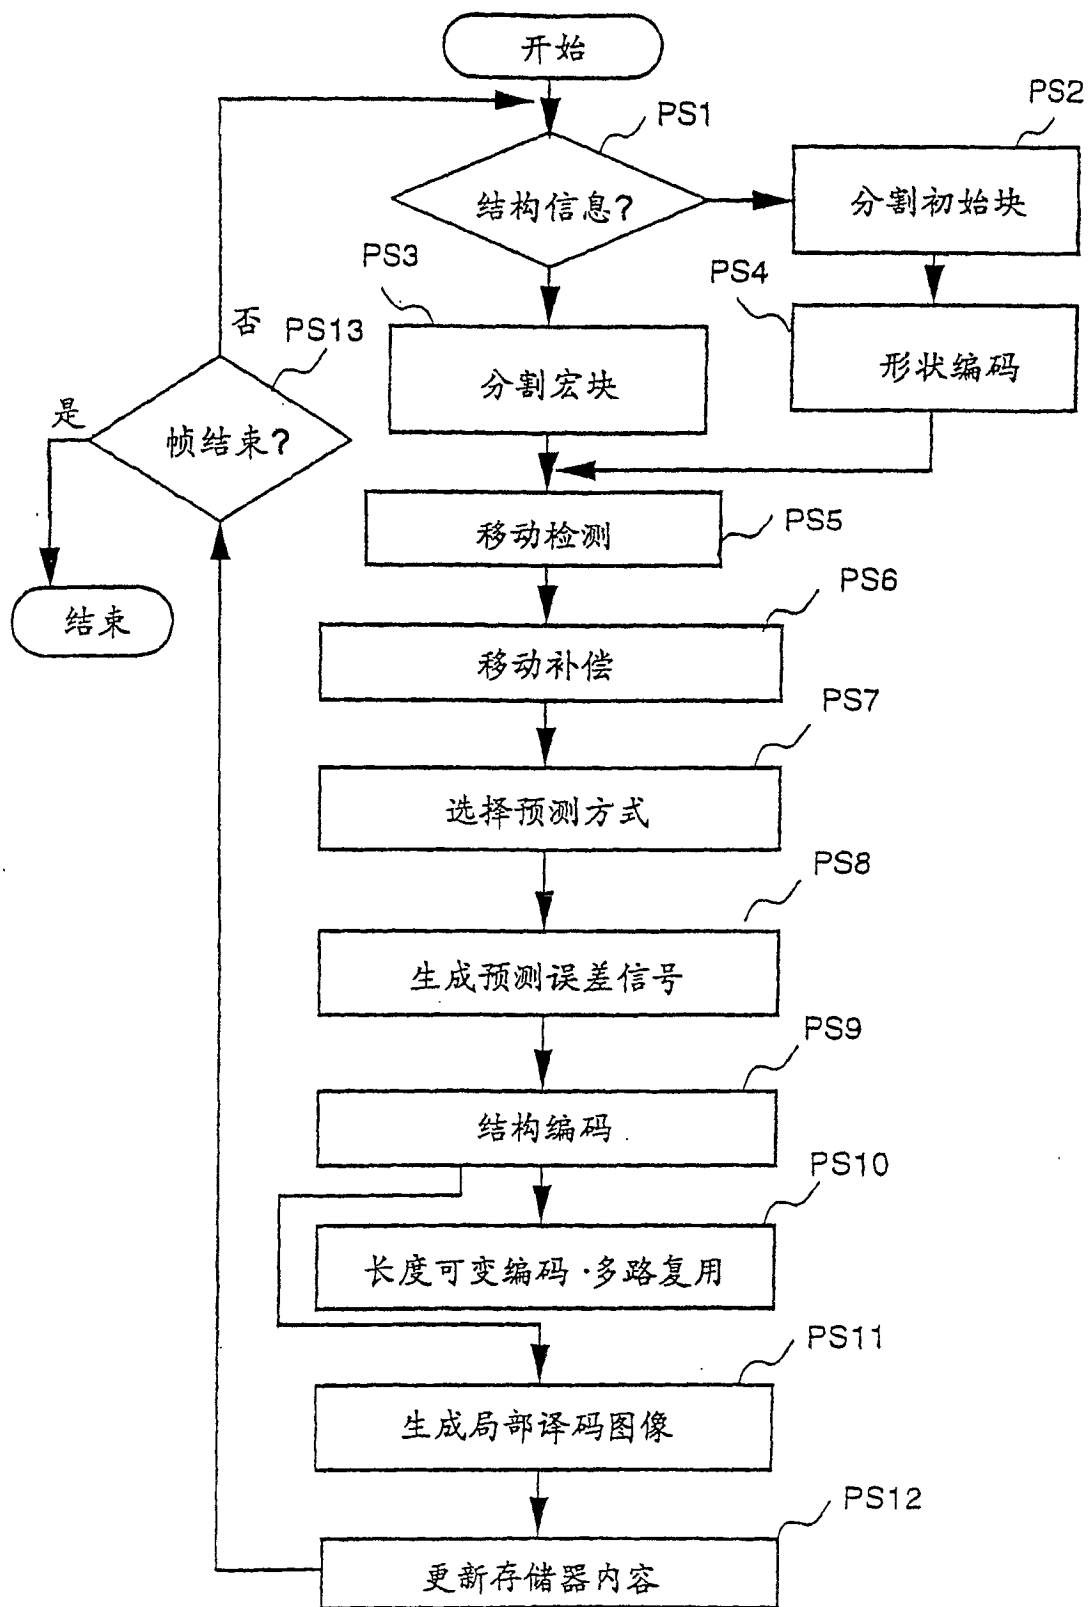 开始
PS1
PS2
结构信息?
分割初始块
PS3
PS4
分割宏块
形状编码
否
PS13
是
帧结束?
移动检测
PS5
结束
PS6
移动补偿
PS7
选择预测方式
PS8
生成预测误差信号
PS9
结构编码
PS10
长度可变编码·多路复用
PS11
生成局部译码图像
PS12
更新存储器内容